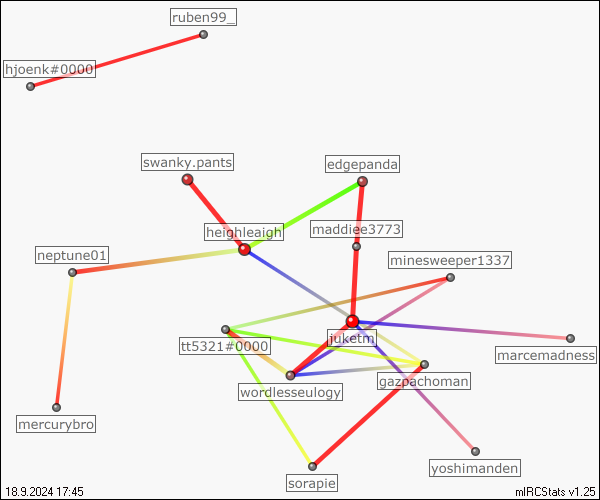 ruben99_
hjoenk#0000
swanky.pants
edgepanda
heighleaigh
maddiee3773
neptune01
minesweeper1337
juketm
tt5321#0000
marcemadness
gazpachoman
wordlesseulogy
mercurybro
yoshimanden
sorapie
18.9.2024 17:45
mIRCStats v1.25